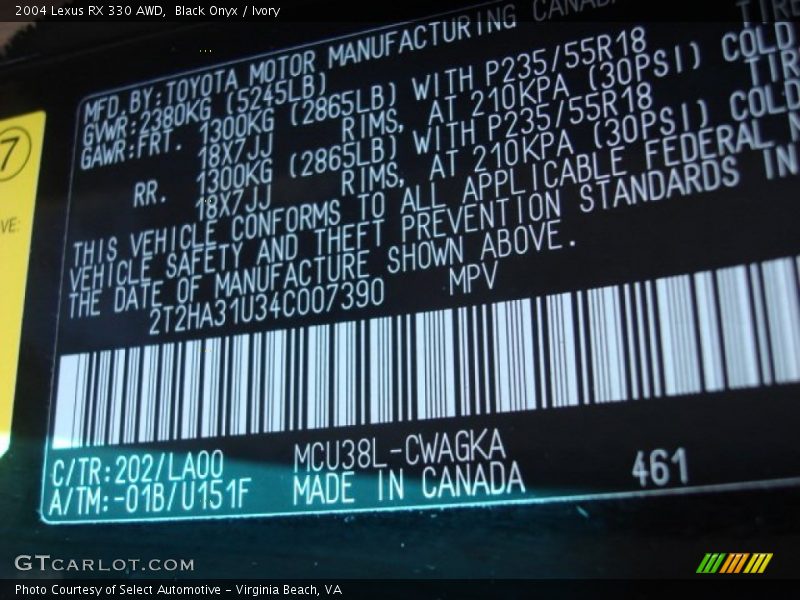 2004 Lexus RX 330 AWD, Black Onyx / Ivory
MFD. BY: TOYOTA MOTOR MANUFACTURING CANADA
GVWR: 2380KG (5245LB)
GAWR: FRT. 1300KG (2865LB) WITH P235/55R18
18X7JJ RIMS, AT 210KPA (30PSI) COLD
RR. 1300KG (2865LB) WITH P235/55R18
18X7JJ RIMS, AT 210KPA (30PSI) COLD
THIS VEHICLE CONFORMS TO ALL APPLICABLE FEDERAL
VEHICLE SAFETY AND THEFT PREVENTION STANDARDS IN
THE DATE OF MANUFACTURE SHOWN ABOVE.
2T2HA31U34C007390 MPV
C/TR: 202/LA00 MCU38L-CWAGKA 461
A/TM: -01B/U151F MADE IN CANADA
7
VE:
GTCARLOT.COM
Photo Courtesy of Select Automotive - Virginia Beach, VA